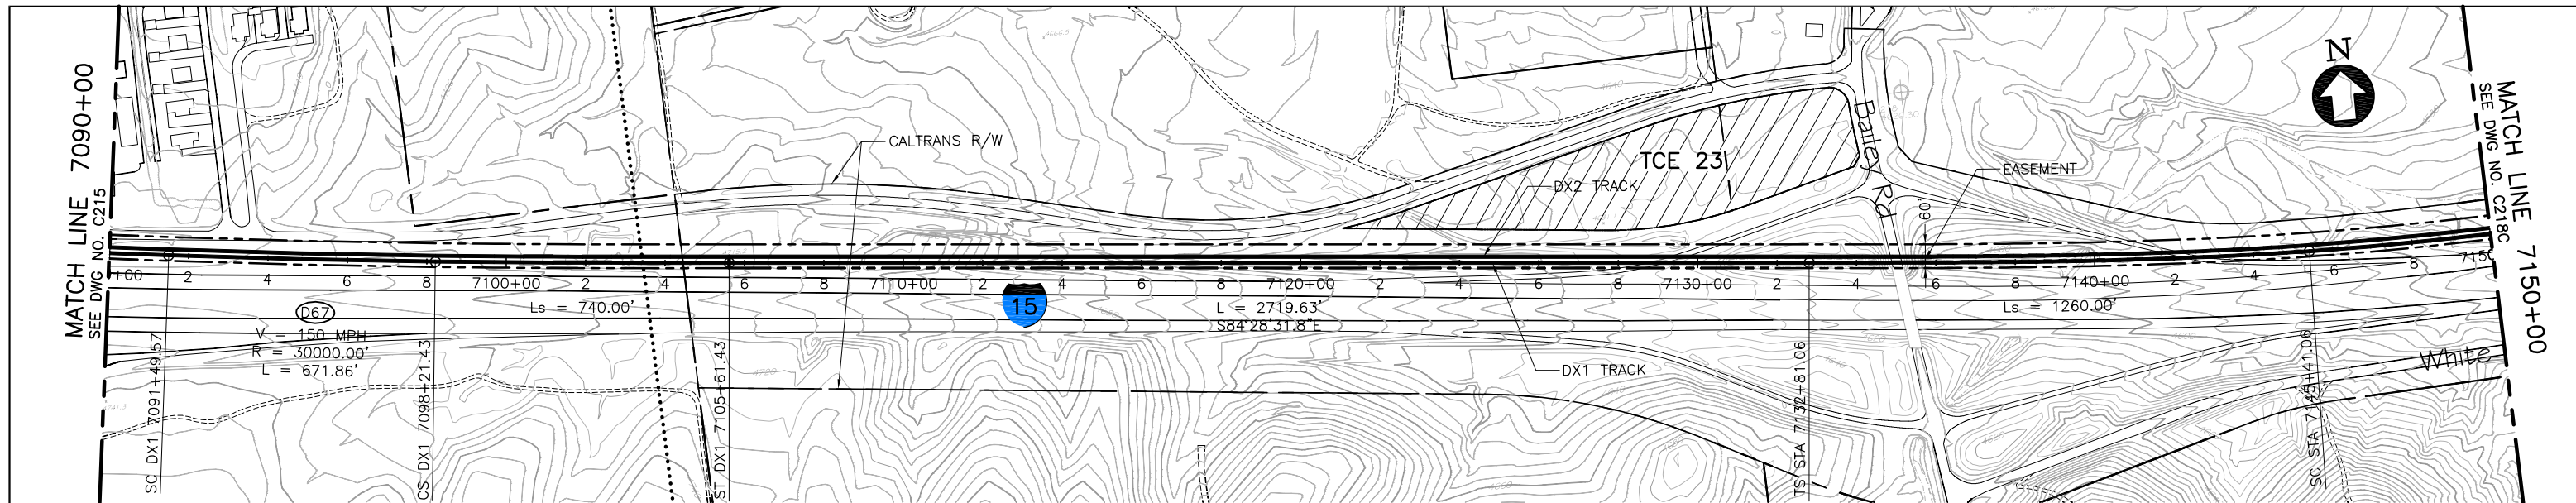 MATCH LINE 7090+00
SEE DWG NO. C215
CALTRANS R/W
DX2 TRACK
TCE 23
Bailey Rd
EASEMENT
60'
N
MATCH LINE 7150+00
SEE DWG NO. C218C
+00 2 4 6 8 7100+00 2 4 6 8 7110+00 2 4 6 8 7120+00 2 4 6 8 7130+00 2 4 6 8 7140+00 2 4 6 8 7150
D67
V = 150 MPH
R = 30000.00'
L = 671.86'
Ls = 740.00'
15
L = 2719.63'
S84°28'31.8"E
Ls = 1260.00'
DX1 TRACK
White
SC DX1 7091+49.57
CS DX1 7098+21.43
ST DX1 7105+61.43
TS STA 7132+81.06
SC STA 7145+41.06
4640
4720
4620